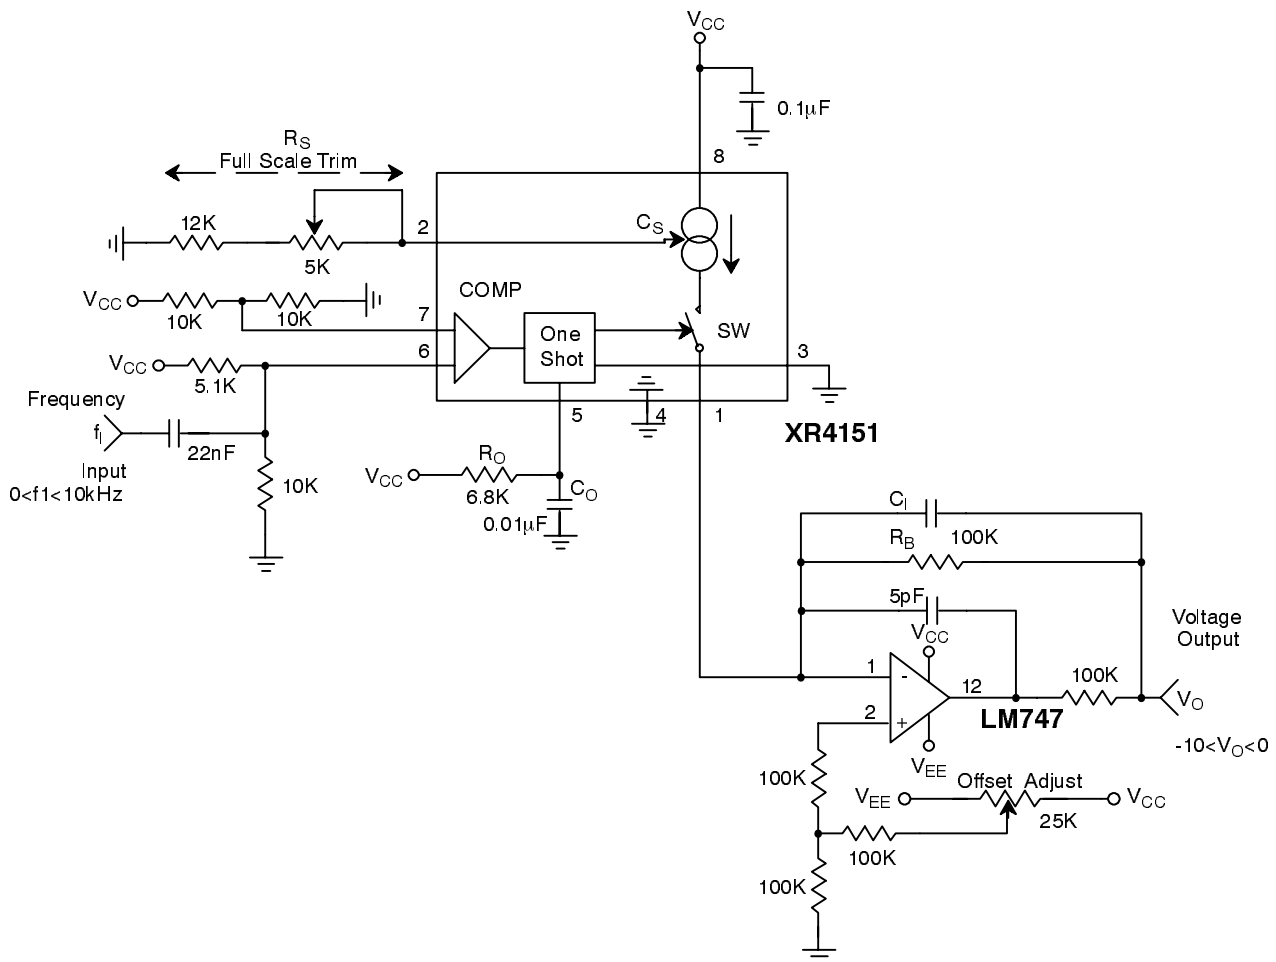 VCC
0.1µF
8
RS
Full Scale Trim
12K
5K
2
CS
VCC
10K
10K
COMP
7
One
Shot
SW
3
VCC
5.1K
6
Frequency
fI
Input
0<f1<10kHz
22nF
10K
5
4
1
XR4151
VCC
RO
6.8K
CO
0.01µF
CI
RB
100K
5pF
VCC
1
-
12
2
+
LM747
VEE
100K
Voltage
Output
VO
-10<VO<0
100K
VEE
Offset Adjust
VCC
25K
100K
100K